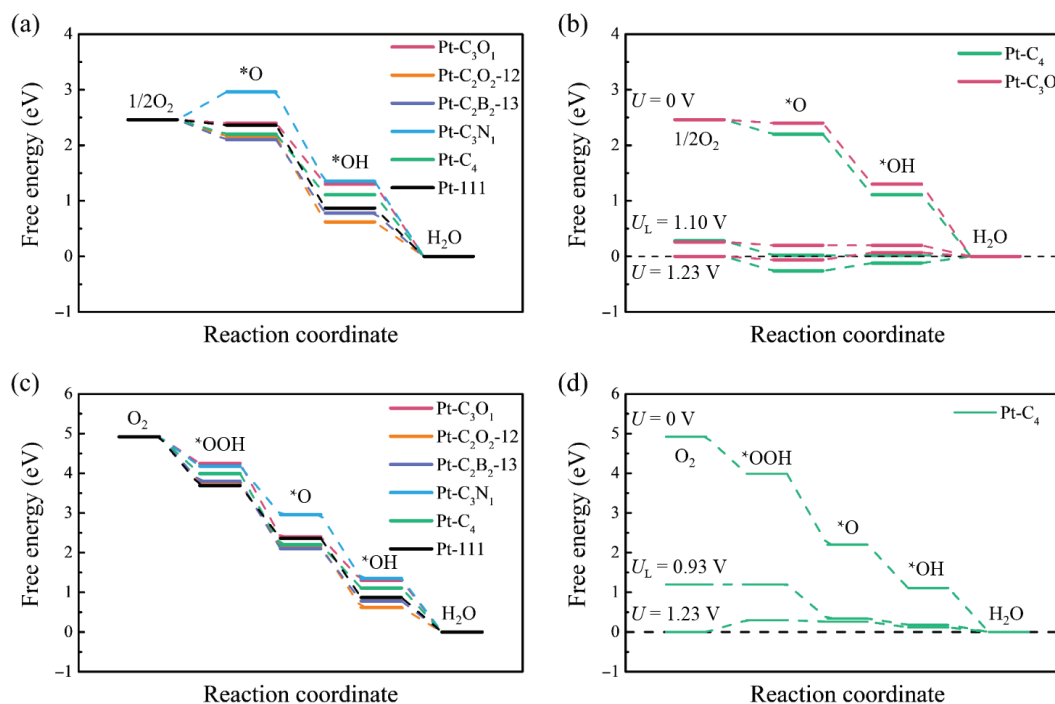 (a)
4
3
2
1
0
−1
Free energy (eV)
1/2O₂
*O
*OH
H₂O
Pt-C₃O₁
Pt-C₂O₂-12
Pt-C₂B₂-13
Pt-C₃N₁
Pt-C₄
Pt-111
Reaction coordinate
(b)
4
3
2
1
0
−1
Free energy (eV)
U = 0 V
1/2O₂
*O
*OH
H₂O
U_L = 1.10 V
U = 1.23 V
Pt-C₄
Pt-C₃O
Reaction coordinate
(c)
6
5
4
3
2
1
0
−1
Free energy (eV)
O₂
*OOH
*O
*OH
H₂O
Pt-C₃O₁
Pt-C₂O₂-12
Pt-C₂B₂-13
Pt-C₃N₁
Pt-C₄
Pt-111
Reaction coordinate
(d)
6
5
4
3
2
1
0
−1
Free energy (eV)
U = 0 V
O₂
*OOH
*O
*OH
H₂O
U_L = 0.93 V
U = 1.23 V
Pt-C₄
Reaction coordinate